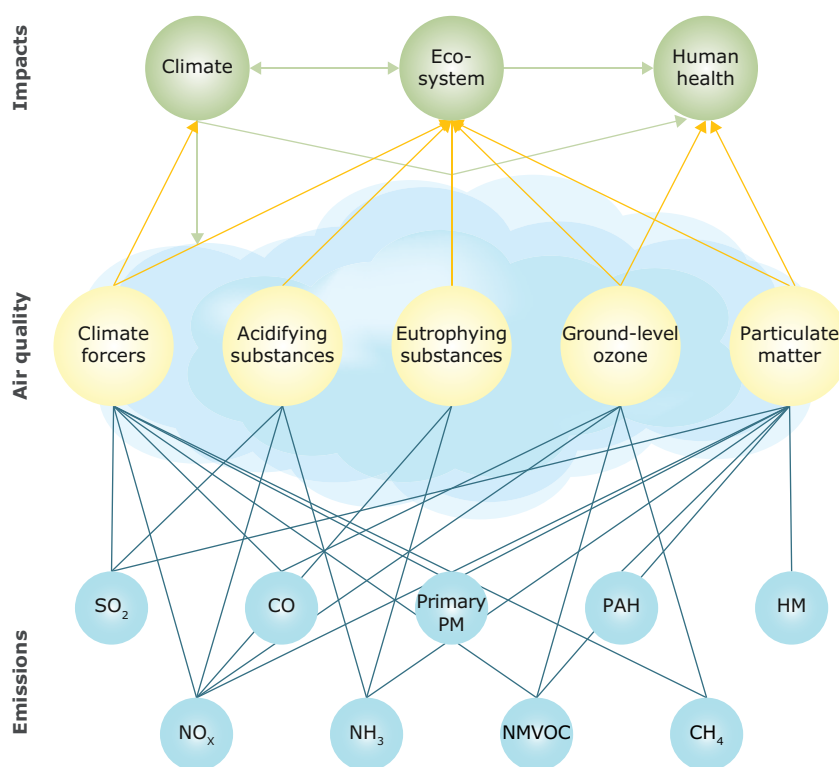 Impacts
Climate
Eco-
system
Human
health
Air quality
Climate
forcers
Acidifying
substances
Eutrophying
substances
Ground-level
ozone
Particulate
matter
Emissions
SO₂
CO
Primary
PM
PAH
HM
NOₓ
NH₃
NMVOC
CH₄